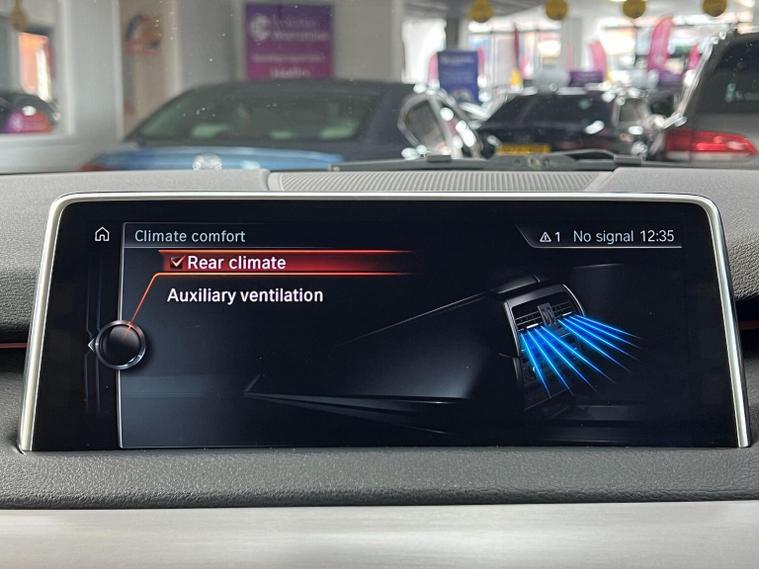 Climate comfort
1 No signal 12:35
Rear climate
Auxiliary ventilation